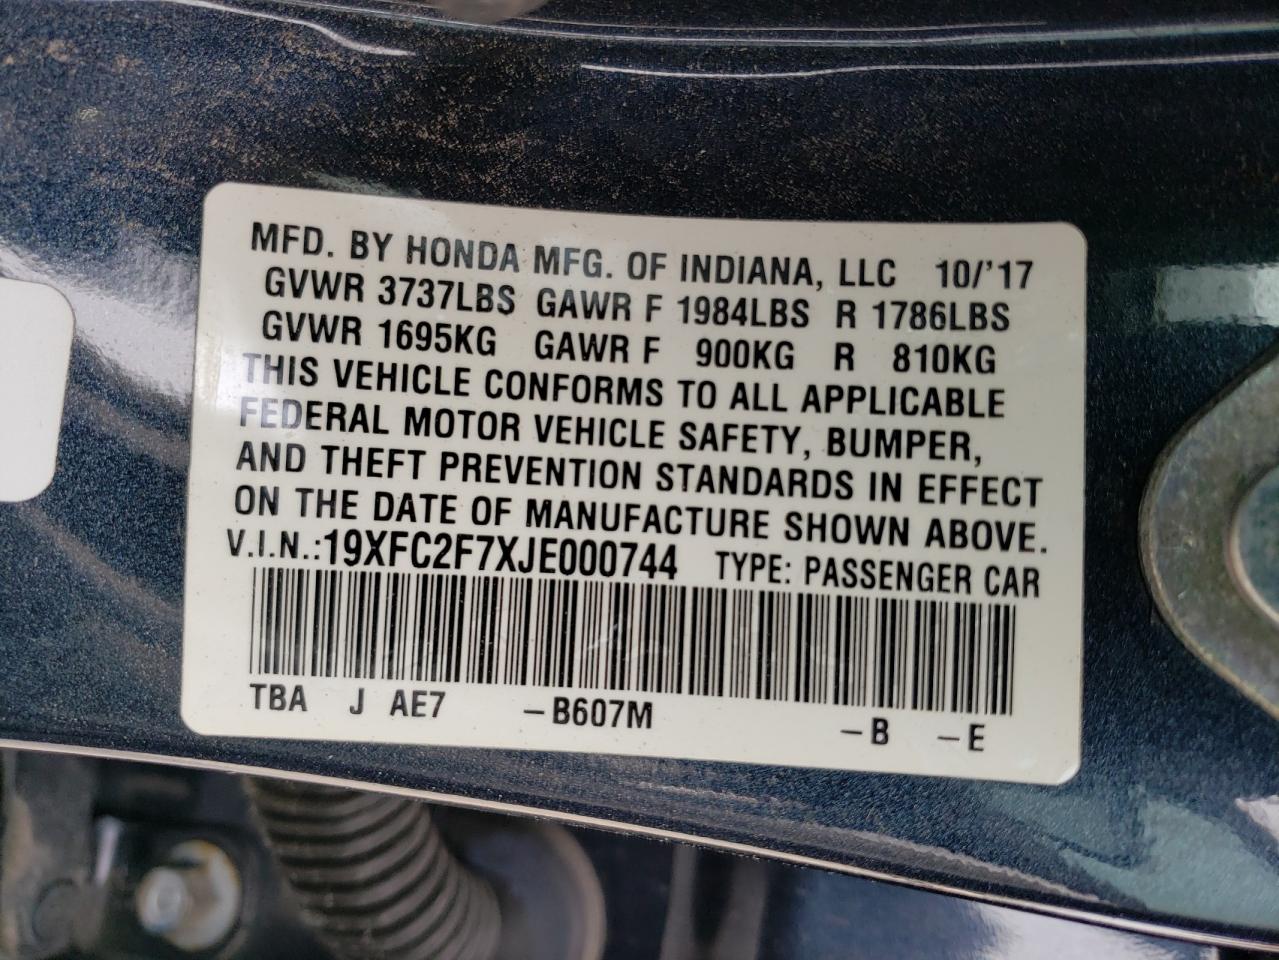 MFD. BY HONDA MFG. OF INDIANA, LLC 10/'17
GVWR 3737LBS GAWR F 1984LBS R 1786LBS
GVWR 1695KG GAWR F 900KG R 810KG
THIS VEHICLE CONFORMS TO ALL APPLICABLE
FEDERAL MOTOR VEHICLE SAFETY, BUMPER,
AND THEFT PREVENTION STANDARDS IN EFFECT
ON THE DATE OF MANUFACTURE SHOWN ABOVE.
V.I.N.:19XFC2F7XJE000744 TYPE: PASSENGER CAR
TBA J AE7 -B607M -B -E